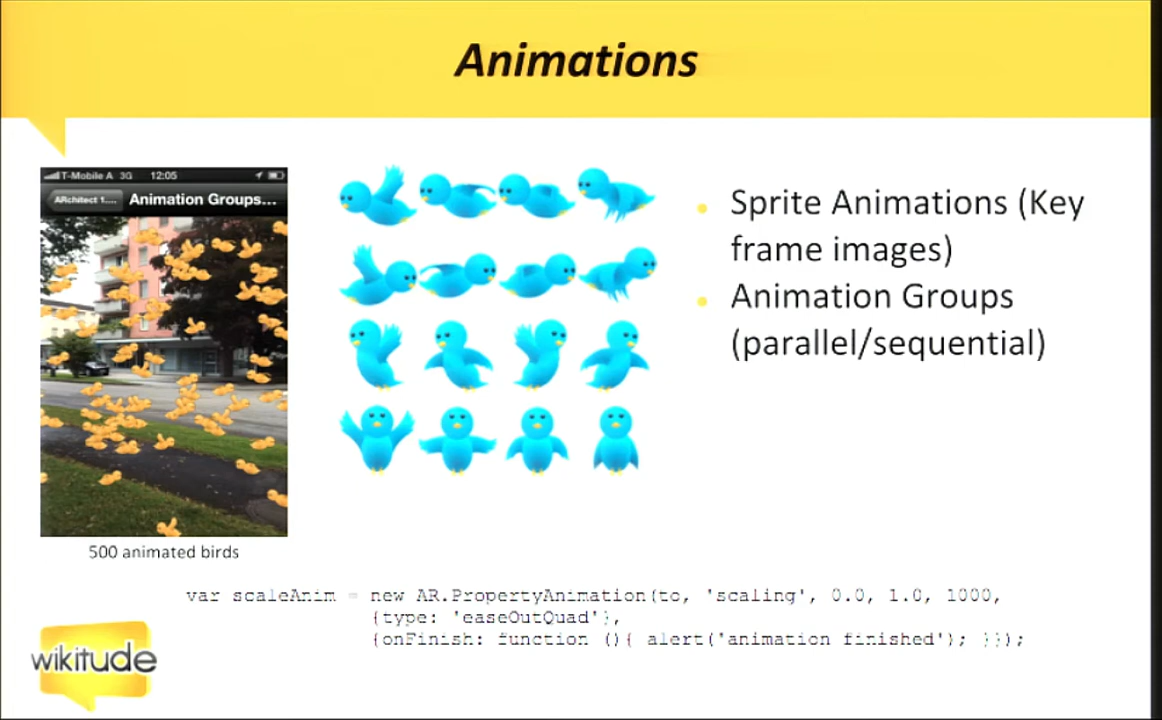 Animations
T-Mobile A 3G 12:05
ARchitect 1.... Animation Groups...
500 animated birds
Sprite Animations (Key
frame images)
Animation Groups
(parallel/sequential)
var scaleAnim = new AR.PropertyAnimation(to, 'scaling', 0.0, 1.0, 1000,
{type: 'easeOutQuad'},
{onFinish: function (){ alert('animation finished'); }});
wikitude